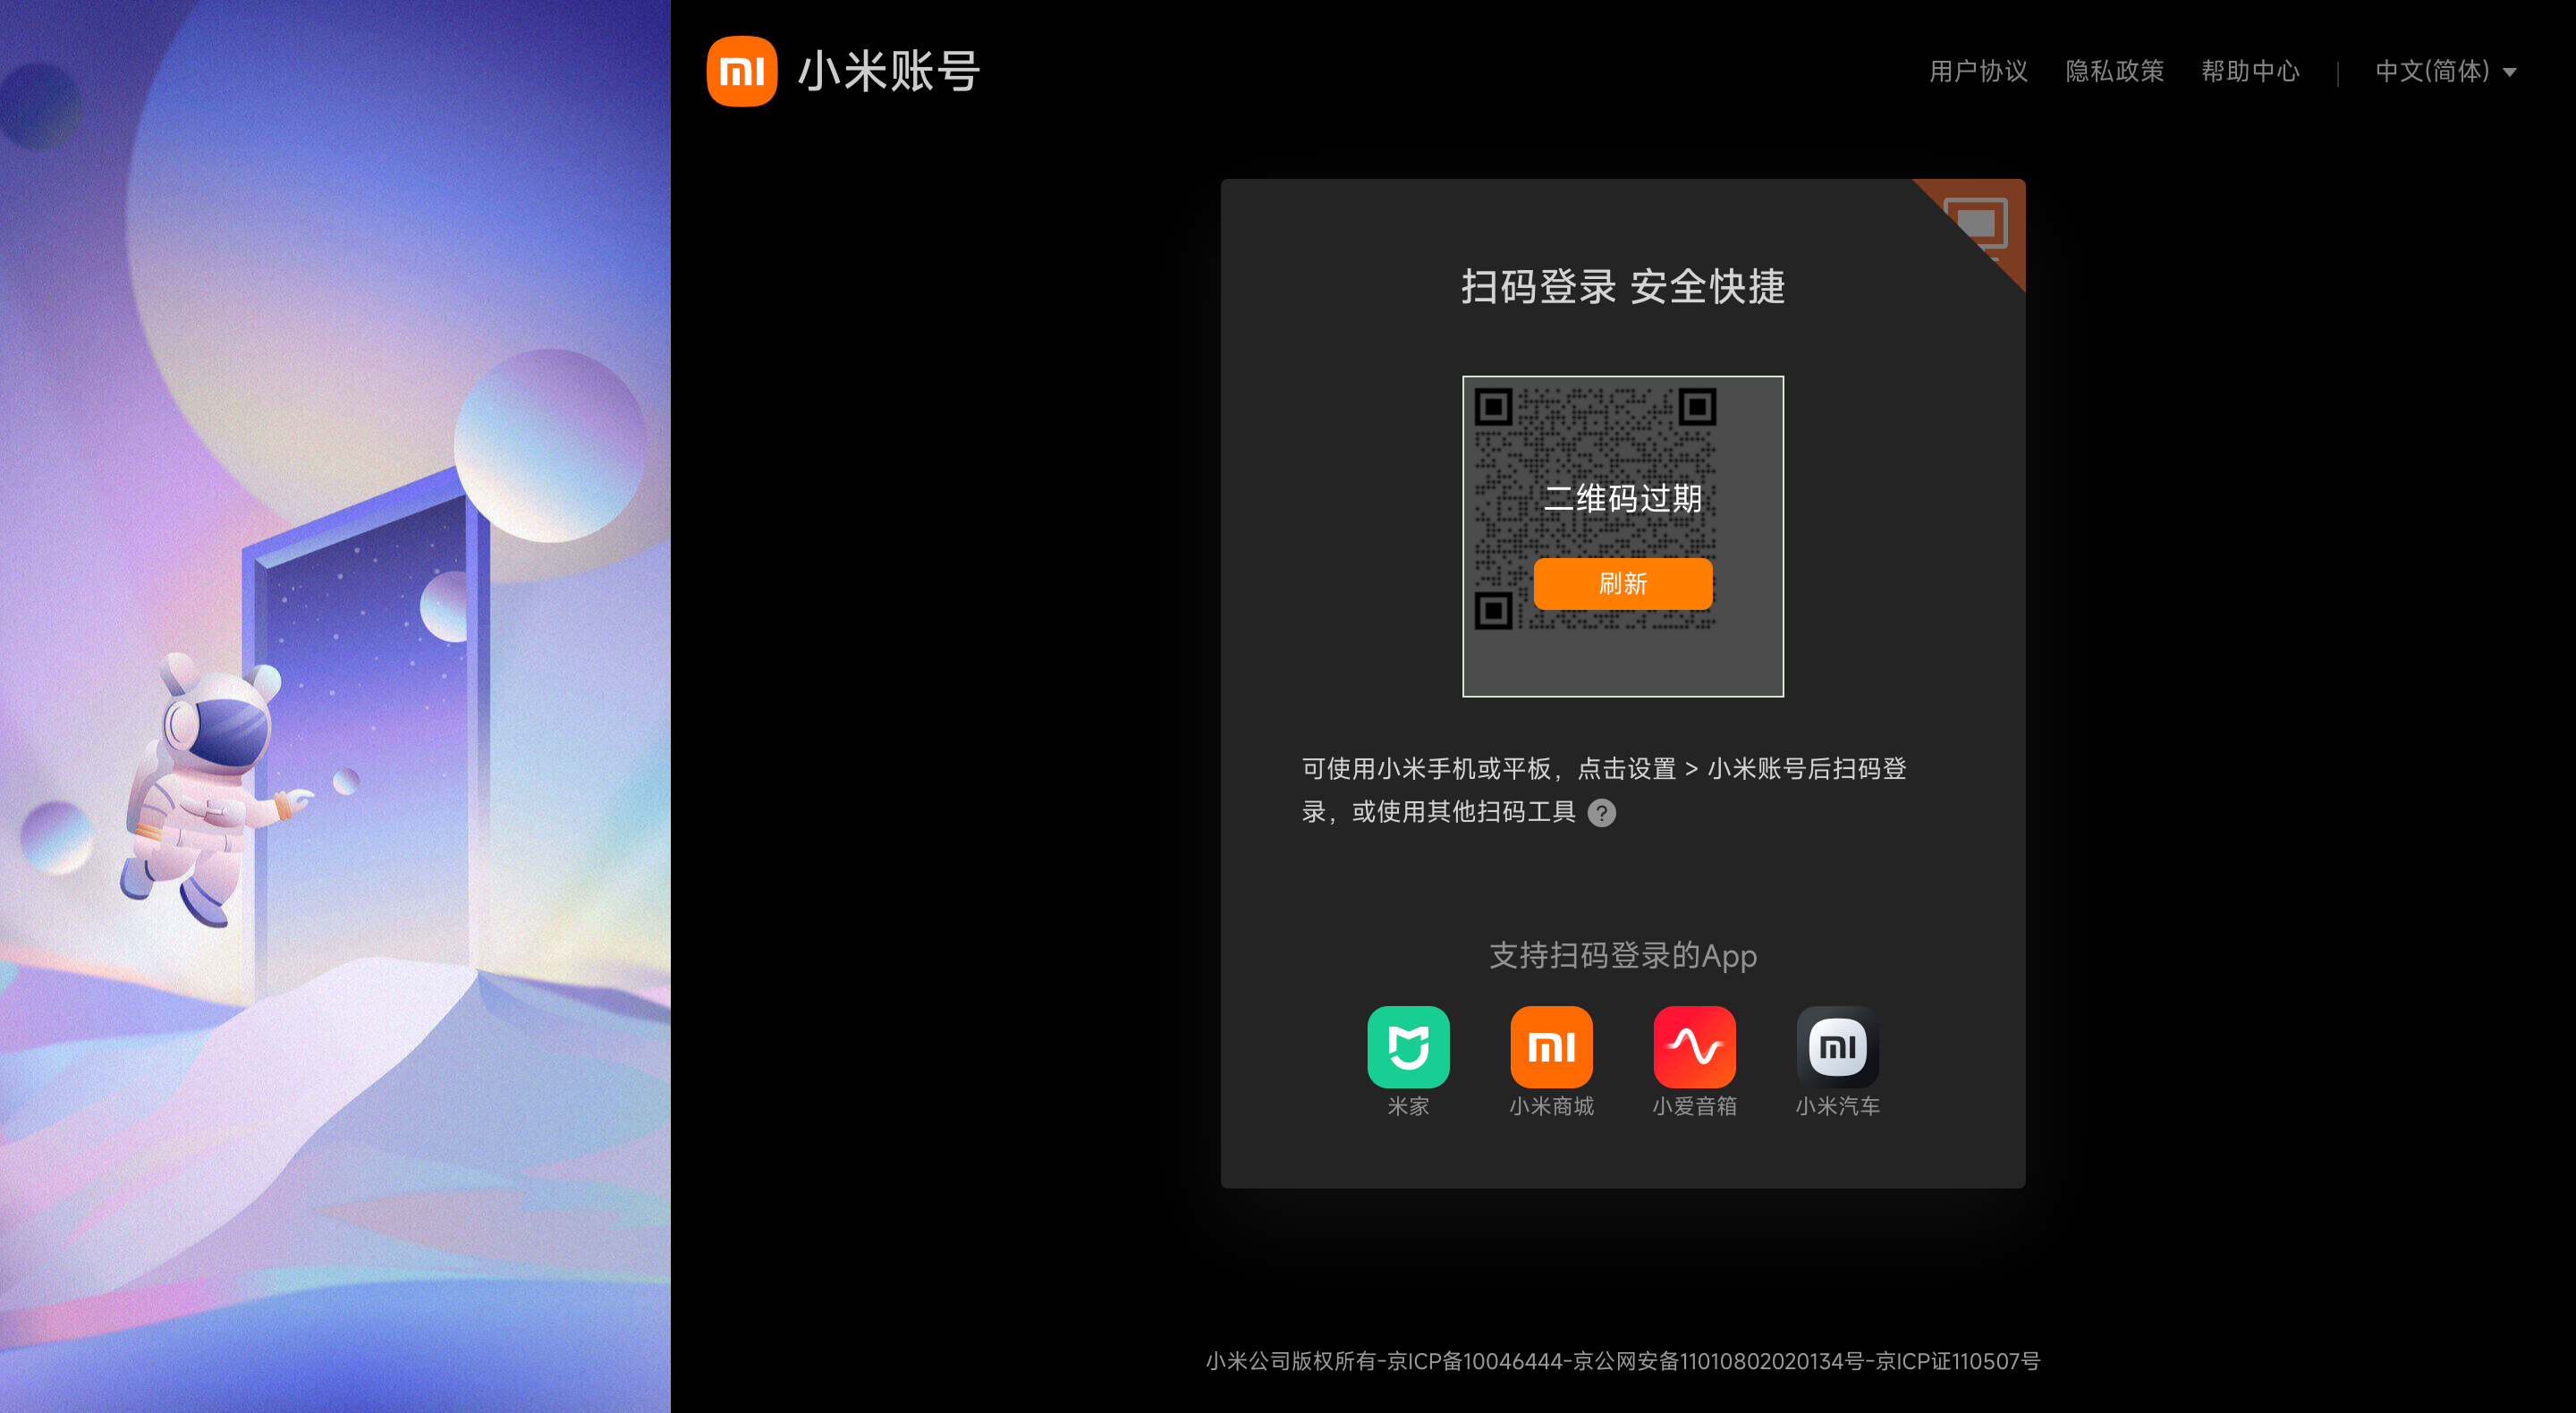 小米账号
用户协议 隐私政策 帮助中心 | 中文(简体)
扫码登录 安全快捷
二维码过期
刷新
可使用小米手机或平板，点击设置 > 小米账号后扫码登
录，或使用其他扫码工具 ?
支持扫码登录的App
米家 小米商城 小爱音箱 小米汽车
小米公司版权所有-京ICP备10046444-京公网安备11010802020134号-京ICP证110507号